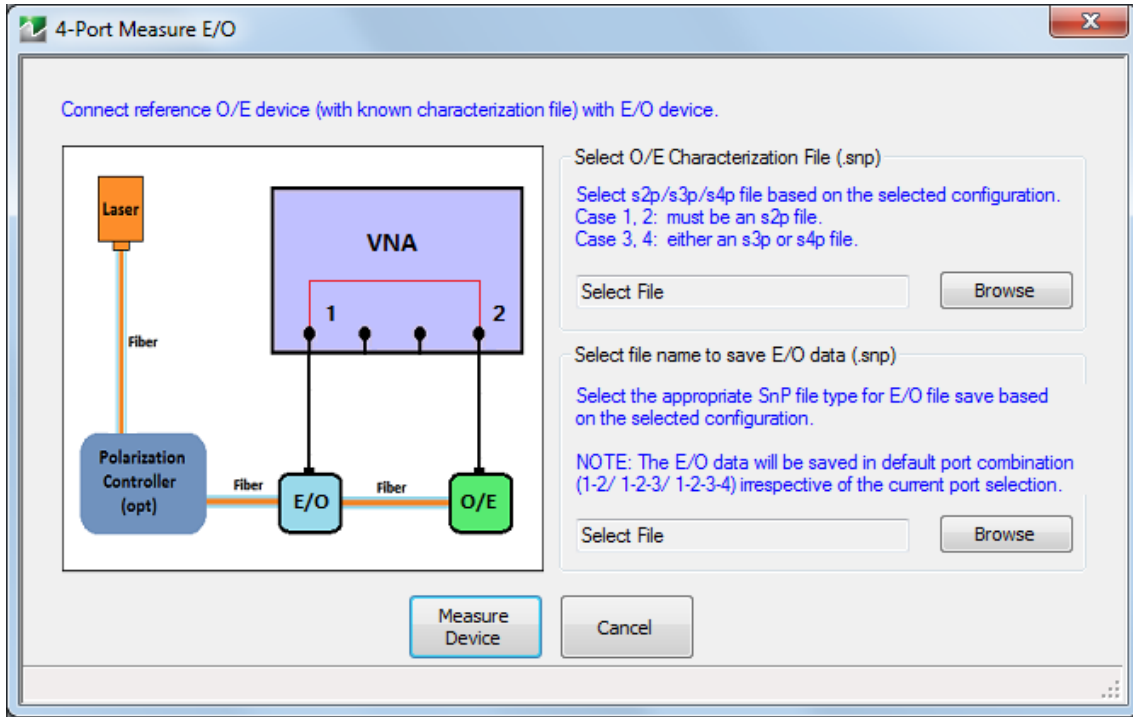 4-Port Measure E/O
Connect reference O/E device (with known characterization file) with E/O device.
Laser
Fiber
VNA
1
2
Polarization
Controller
(opt)
Fiber
E/O
Fiber
O/E
Select O/E Characterization File (.snp)
Select s2p/s3p/s4p file based on the selected configuration.
Case 1, 2:  must be an s2p file.
Case 3, 4:  either an s3p or s4p file.
Select File
Browse
Select file name to save E/O data (.snp)
Select the appropriate SnP file type for E/O file save based
on the selected configuration.
NOTE: The E/O data will be saved in default port combination
(1-2/ 1-2-3/ 1-2-3-4) irrespective of the current port selection.
Select File
Browse
Measure
Device
Cancel